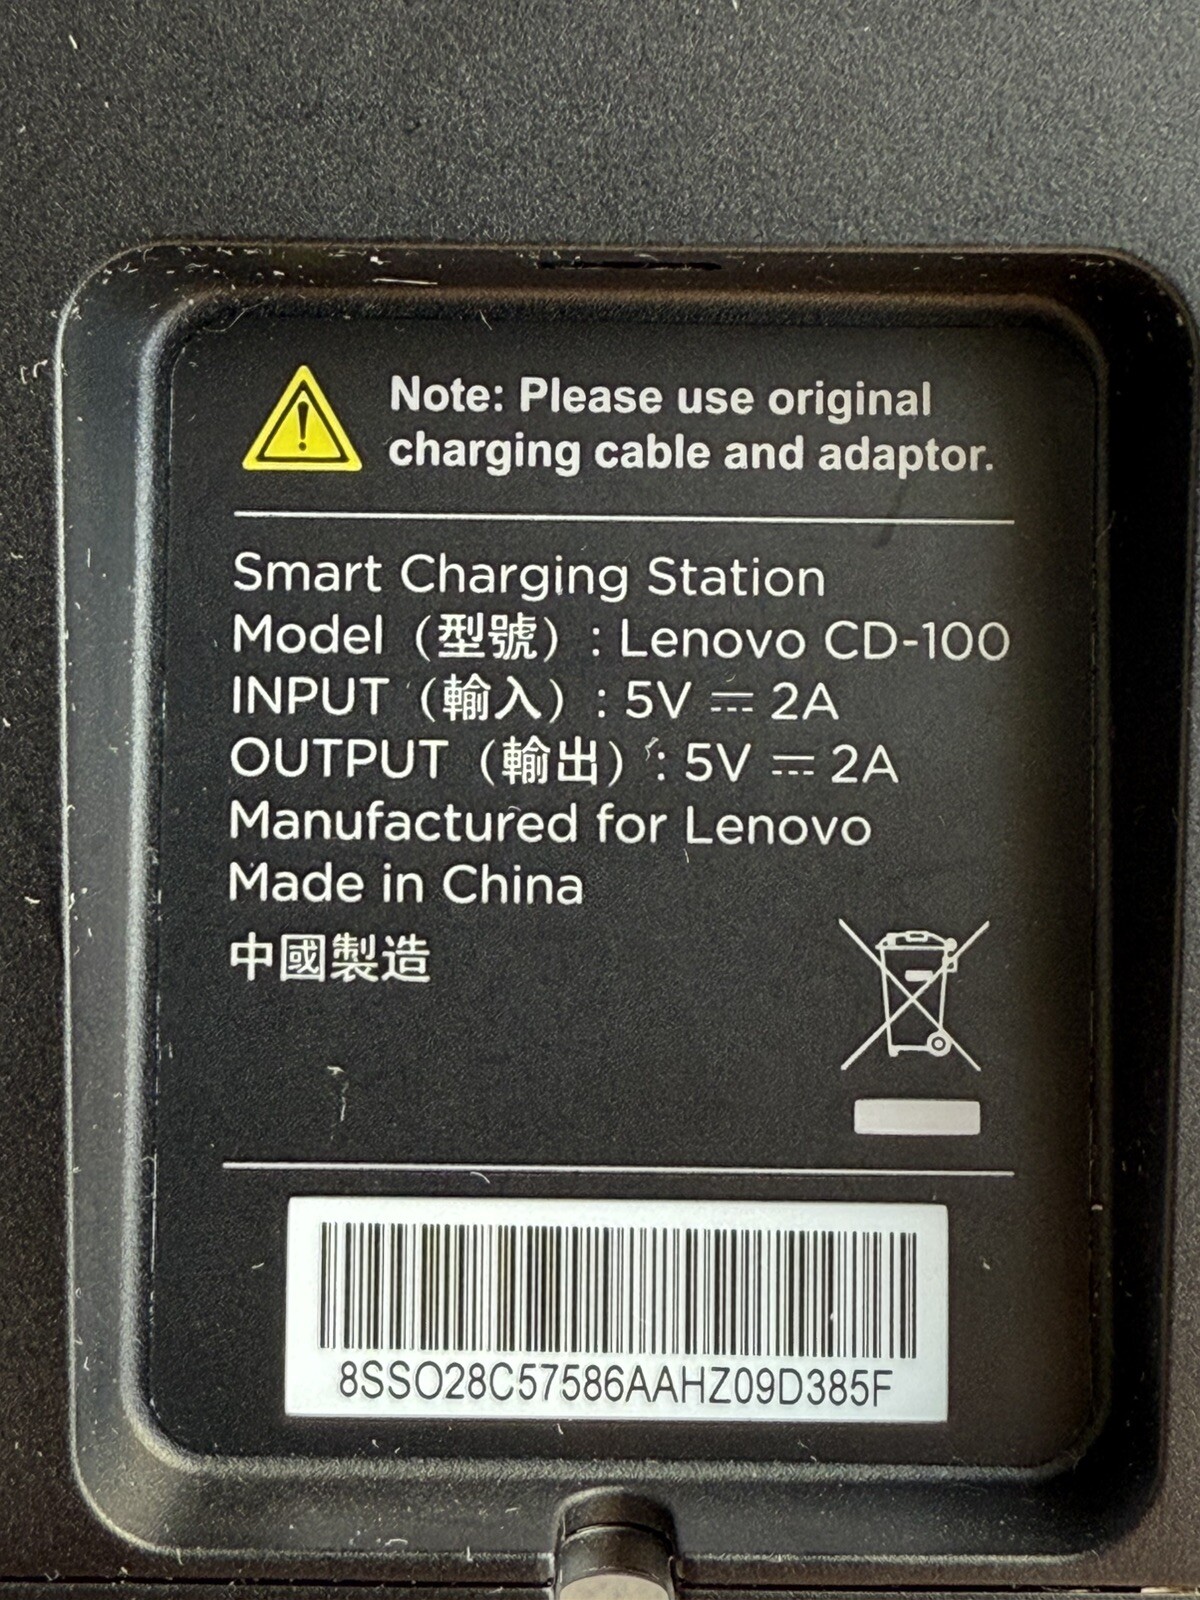 Note: Please use original
charging cable and adaptor.
Smart Charging Station
Model（型號）: Lenovo CD-100
INPUT（輸入）: 5V ⎓ 2A
OUTPUT（輸出）: 5V ⎓ 2A
Manufactured for Lenovo
Made in China
中國製造
8SSO28C57586AAHZ09D385F